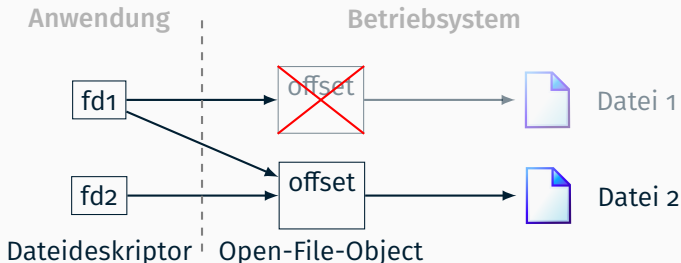 Anwendung Betriebsystem
fd1 offset Datei 1
fd2 offset Datei 2
Dateideskriptor Open-File-Object